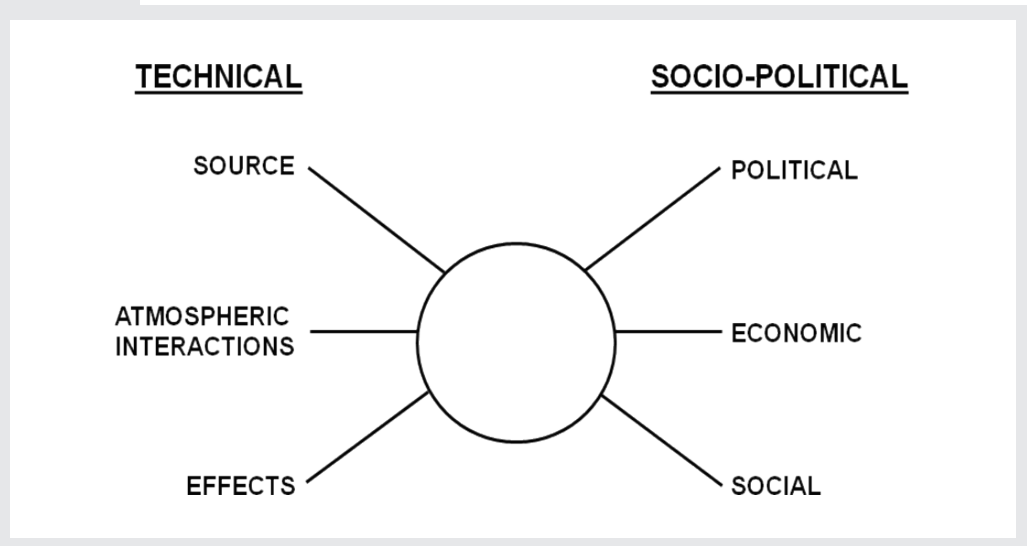 TECHNICAL
SOCIO-POLITICAL
SOURCE
POLITICAL
ATMOSPHERIC
INTERACTIONS
ECONOMIC
EFFECTS
SOCIAL